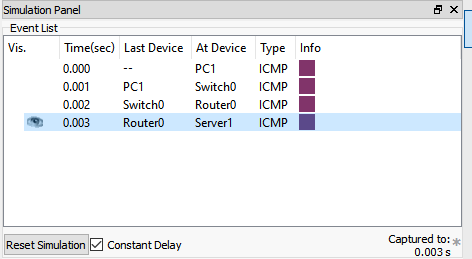 Simulation Panel
Event List
Vis. Time(sec) Last Device At Device Type Info
0.000 -- PC1 ICMP
0.001 PC1 Switch0 ICMP
0.002 Switch0 Router0 ICMP
0.003 Router0 Server1 ICMP
Reset Simulation Constant Delay Captured to: *
0.003 s